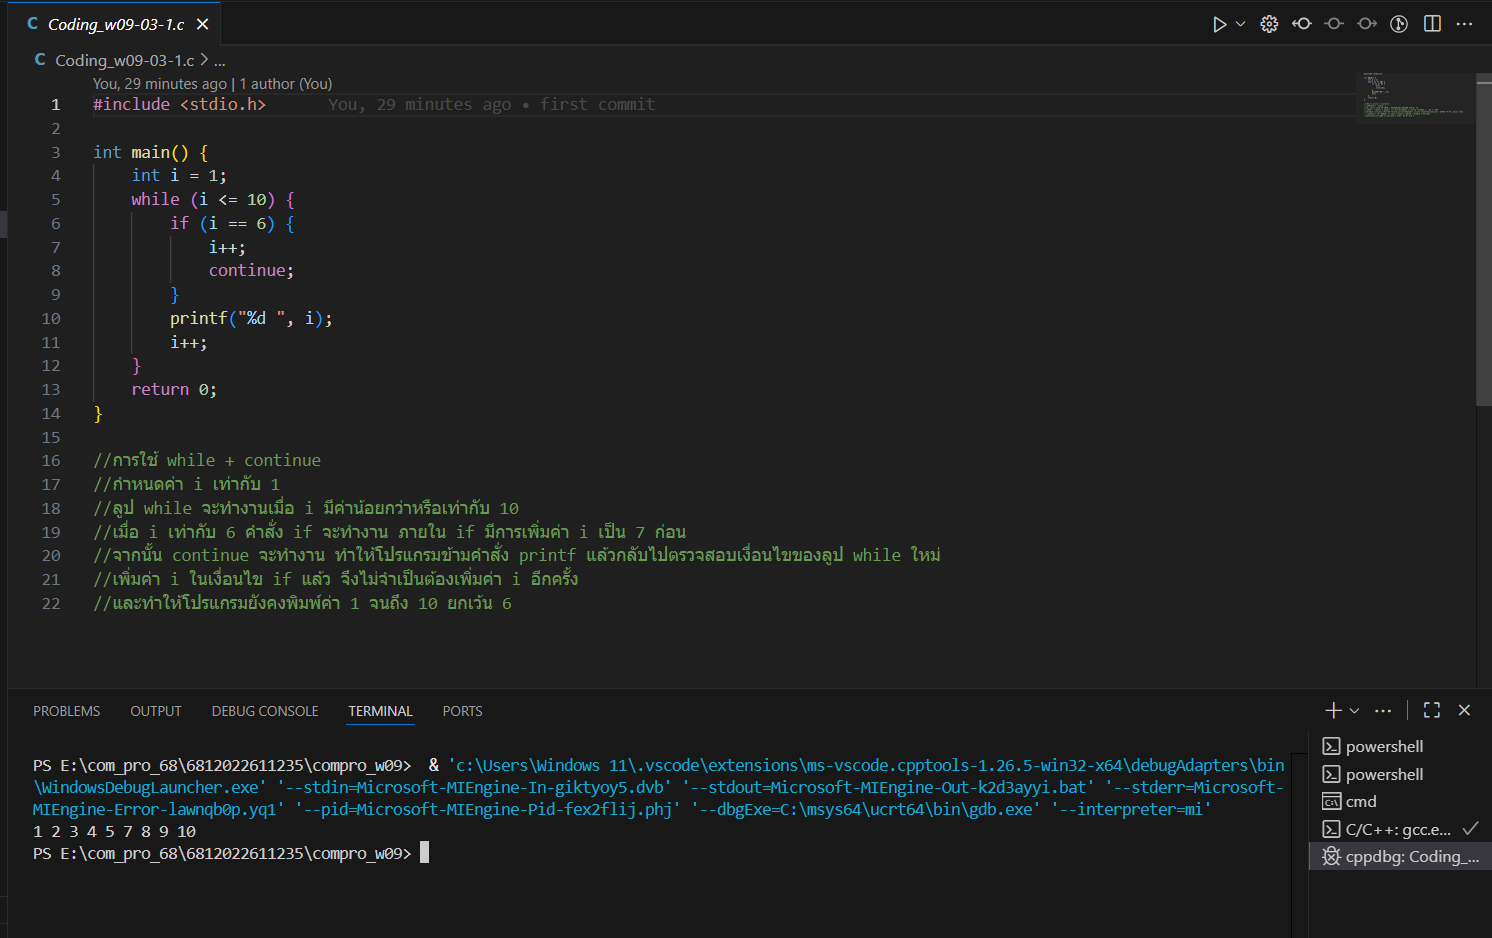 C Coding_w09-03-1.c
C Coding_w09-03-1.c > ...
You, 29 minutes ago | 1 author (You)
1 #include <stdio.h> You, 29 minutes ago • first commit
2
3 int main() {
4 int i = 1;
5 while (i <= 10) {
6 if (i == 6) {
7 i++;
8 continue;
9 }
10 printf("%d ", i);
11 i++;
12 }
13 return 0;
14 }
15
16 //การใช้ while + continue
17 //กำหนดค่า i เท่ากับ 1
18 //ลูป while จะทำงานเมื่อ i มีค่าน้อยกว่าหรือเท่ากับ 10
19 //เมื่อ i เท่ากับ 6 คำสั่ง if จะทำงาน ภายใน if มีการเพิ่มค่า i เป็น 7 ก่อน
20 //จากนั้น continue จะทำงาน ทำให้โปรแกรมข้ามคำสั่ง printf แล้วกลับไปตรวจสอบเงื่อนไขของลูป while ใหม่
21 //เพิ่มค่า i ในเงื่อนไข if แล้ว จึงไม่จำเป็นต้องเพิ่มค่า i อีกครั้ง
22 //และทำให้โปรแกรมยังคงพิมพ์ค่า 1 จนถึง 10 ยกเว้น 6
PROBLEMS OUTPUT DEBUG CONSOLE TERMINAL PORTS
PS E:\com_pro_68\6812022611235\compro_w09> & 'c:\Users\Windows 11\.vscode\extensions\ms-vscode.cpptools-1.26.5-win32-x64\debugAdapters\bin
\WindowsDebugLauncher.exe' '--stdin=Microsoft-MIEngine-In-giktyoy5.dvb' '--stdout=Microsoft-MIEngine-Out-k2d3ayyi.bat' '--stderr=Microsoft-
MIEngine-Error-lawnqb0p.yq1' '--pid=Microsoft-MIEngine-Pid-fex2flij.phj' '--dbgExe=C:\msys64\ucrt64\bin\gdb.exe' '--interpreter=mi'
1 2 3 4 5 7 8 9 10
PS E:\com_pro_68\6812022611235\compro_w09>
powershell
powershell
cmd
C/C++: gcc.e...
cppdbg: Coding_...